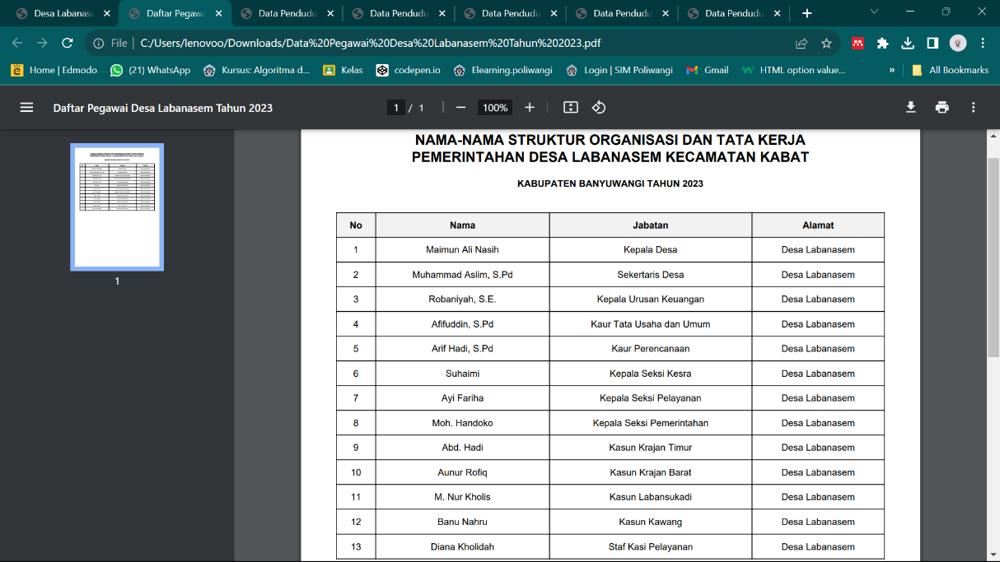 Desa Labanas
Daftar Pegawa
Data Pendudu
Data Pendudu
Data Pendudu
Data Pendudu
Data Pendudu
File
C:/Users/lenovoo/Downloads/Data%20Pegawai%20Desa%20Labanasem%20Tahun%202023.pdf
Home | Edmodo
(21) WhatsApp
Kursus: Algoritma d...
Kelas
codepen.io
Elearning.poliwangi
Login | SIM Poliwangi
Gmail
HTML option value...
»
All Bookmarks
Daftar Pegawai Desa Labanasem Tahun 2023
1 / 1
100%
1
NAMA-NAMA STRUKTUR ORGANISASI DAN TATA KERJA
PEMERINTAHAN DESA LABANASEM KECAMATAN KABAT
KABUPATEN BANYUWANGI TAHUN 2023
No Nama Jabatan Alamat
1 Maimun Ali Nasih Kepala Desa Desa Labanasem
2 Muhammad Aslim, S.Pd Sekertaris Desa Desa Labanasem
3 Robaniyah, S.E. Kepala Urusan Keuangan Desa Labanasem
4 Afifuddin, S.Pd Kaur Tata Usaha dan Umum Desa Labanasem
5 Arif Hadi, S.Pd Kaur Perencanaan Desa Labanasem
6 Suhaimi Kepala Seksi Kesra Desa Labanasem
7 Ayi Fariha Kepala Seksi Pelayanan Desa Labanasem
8 Moh. Handoko Kepala Seksi Pemerintahan Desa Labanasem
9 Abd. Hadi Kasun Krajan Timur Desa Labanasem
10 Aunur Rofiq Kasun Krajan Barat Desa Labanasem
11 M. Nur Kholis Kasun Labansukadi Desa Labanasem
12 Banu Nahru Kasun Kawang Desa Labanasem
13 Diana Kholidah Staf Kasi Pelayanan Desa Labanasem